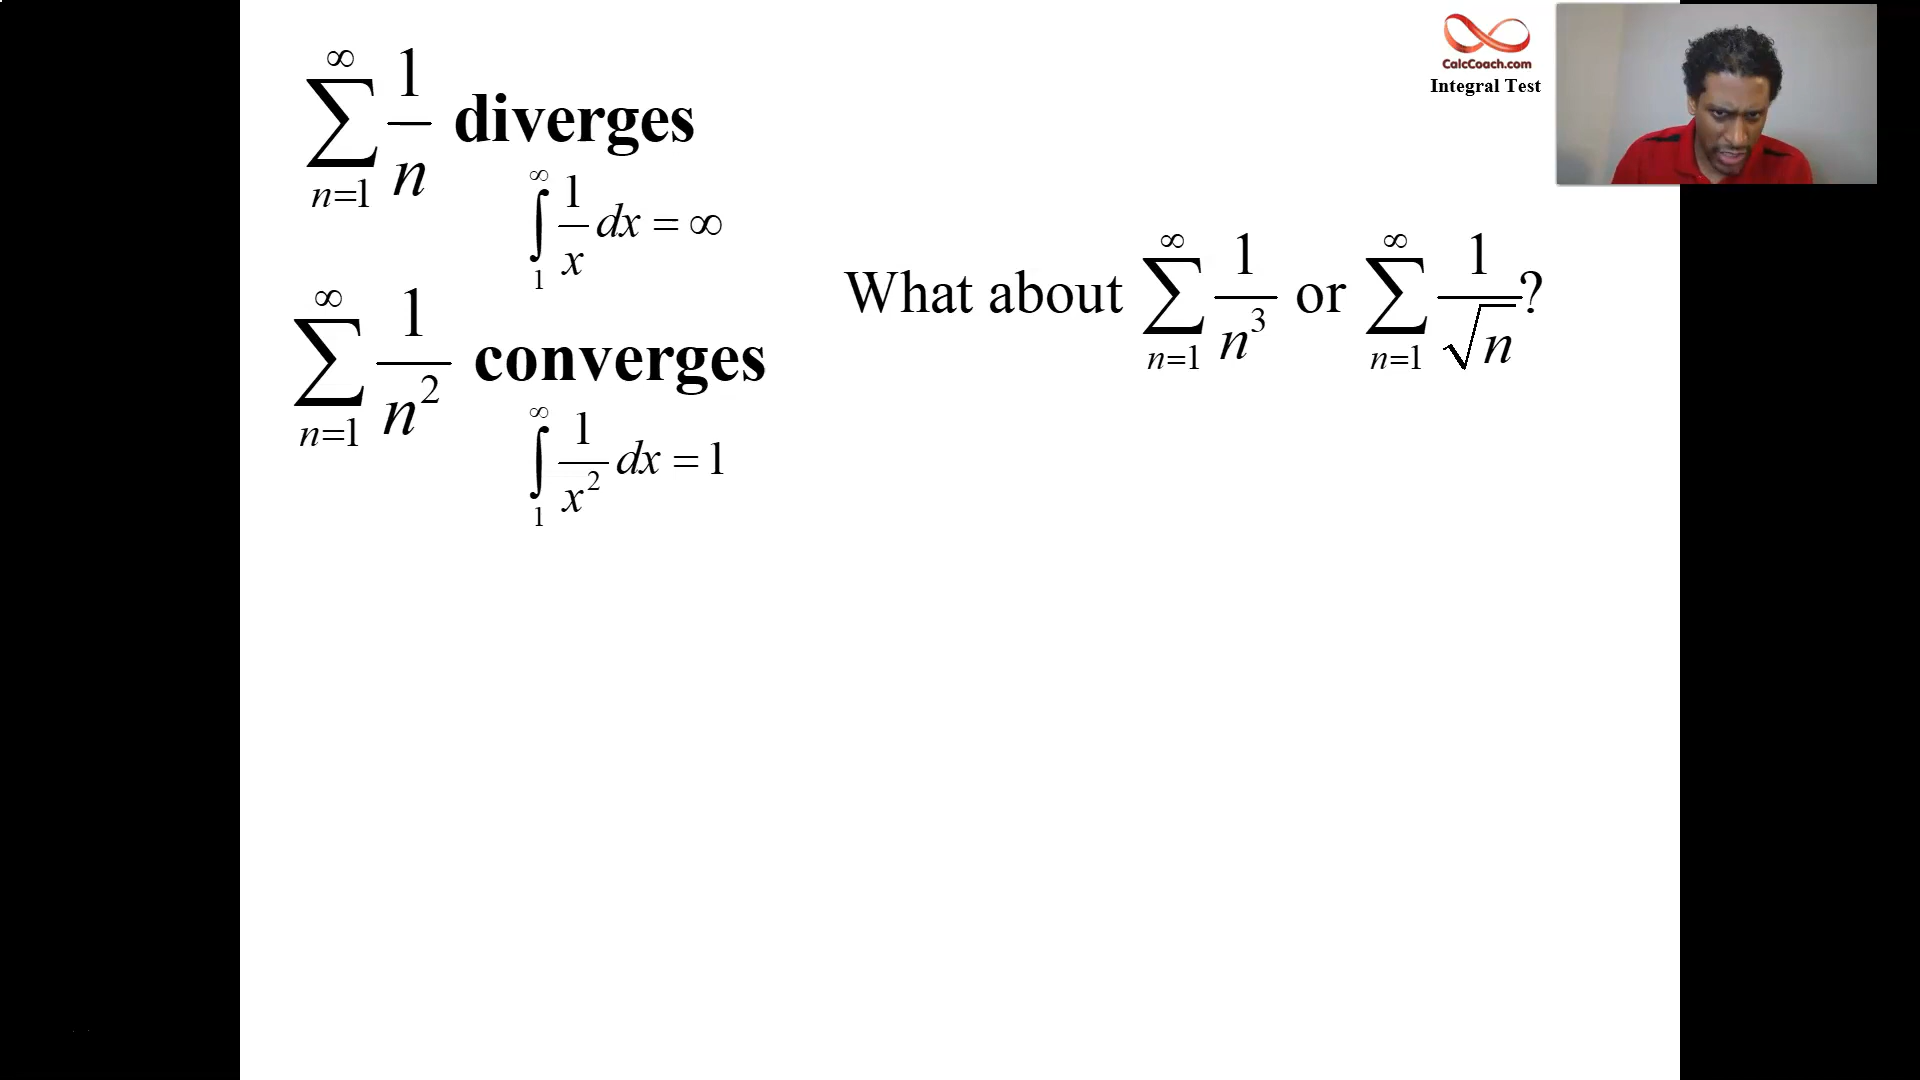 ∞ ∑ n=1 1/n diverges
∞ ∫ 1 1/x dx = ∞
∞ ∑ n=1 1/n² converges
∞ ∫ 1 1/x² dx = 1
What about ∞ ∑ n=1 1/n³ or ∞ ∑ n=1 1/√n?
CalcCoach.com
Integral Test